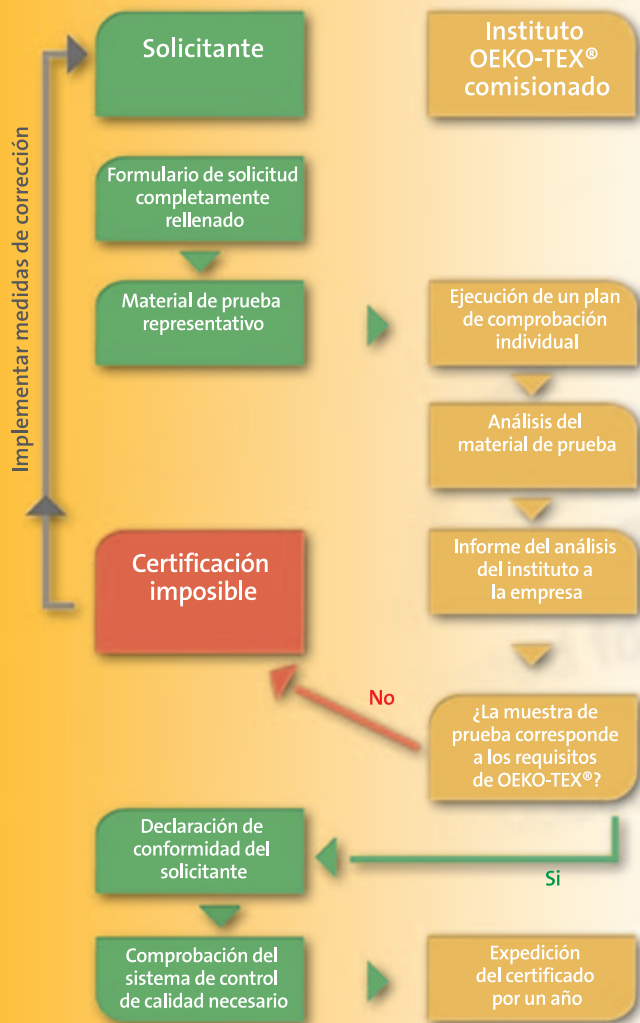 Solicitante
Instituto
OEKO-TEX®
comisionado
Implementar medidas de corrección
Formulario de solicitud
completamente
rellenado
Material de prueba
representativo
Ejecución de un plan
de comprobación
individual
Análisis del
material de prueba
Certificación
imposible
Informe del análisis
del instituto a
la empresa
No
¿La muestra de
prueba corresponde
a los requisitos
de OEKO-TEX®?
Declaración de
conformidad del
solicitante
Si
Comprobación del
sistema de control
de calidad necesario
Expedición
del certificado
por un año